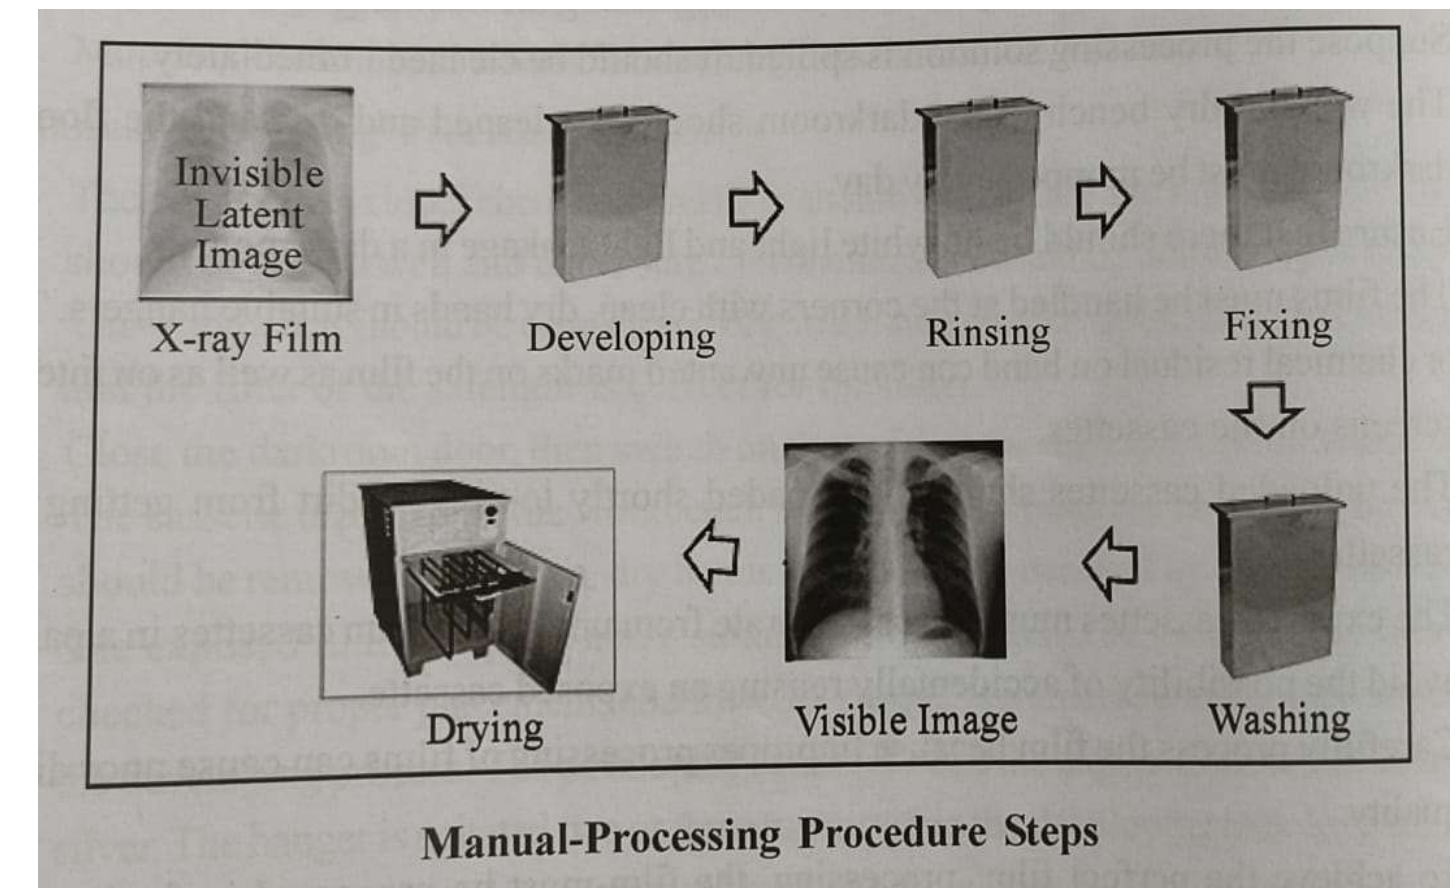 Invisible
Latent
Image
X-ray Film
Developing
Rinsing
Fixing
Washing
Visible Image
Drying
Manual-Processing Procedure Steps